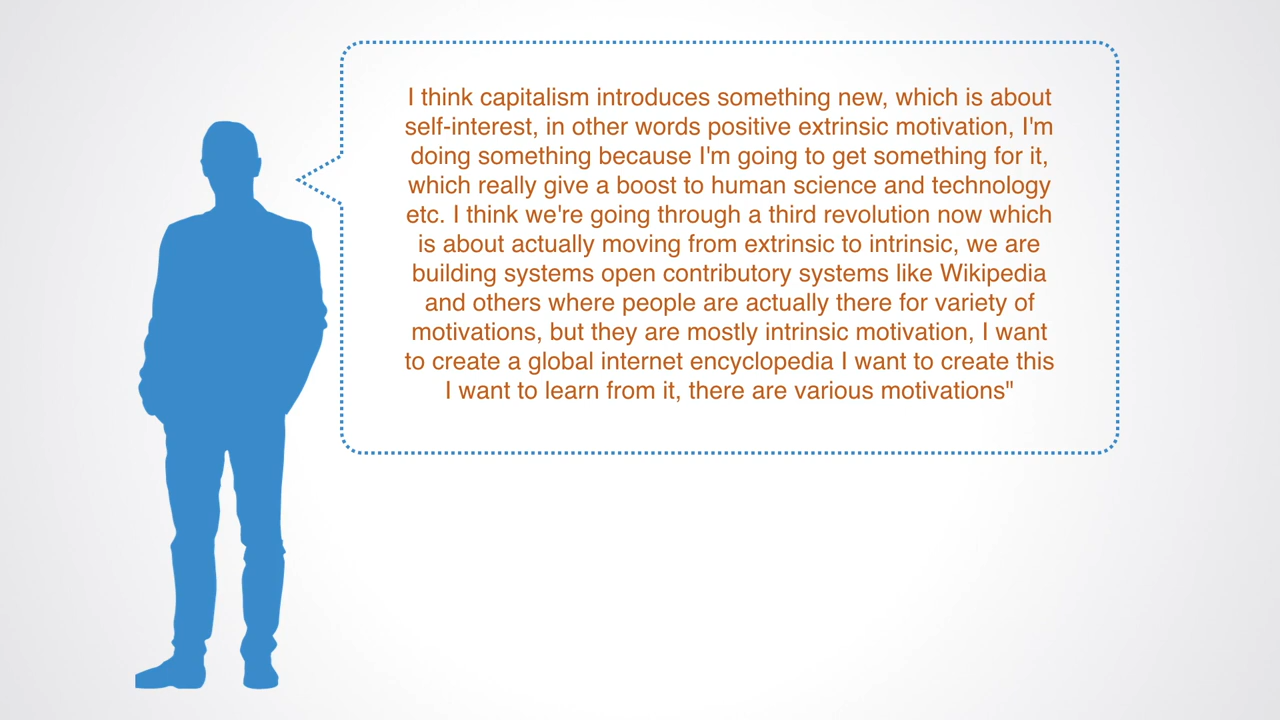 I think capitalism introduces something new, which is about
self-interest, in other words positive extrinsic motivation, I'm
doing something because I'm going to get something for it,
which really give a boost to human science and technology
etc. I think we're going through a third revolution now which
is about actually moving from extrinsic to intrinsic, we are
building systems open contributory systems like Wikipedia
and others where people are actually there for variety of
motivations, but they are mostly intrinsic motivation, I want
to create a global internet encyclopedia I want to create this
I want to learn from it, there are various motivations"